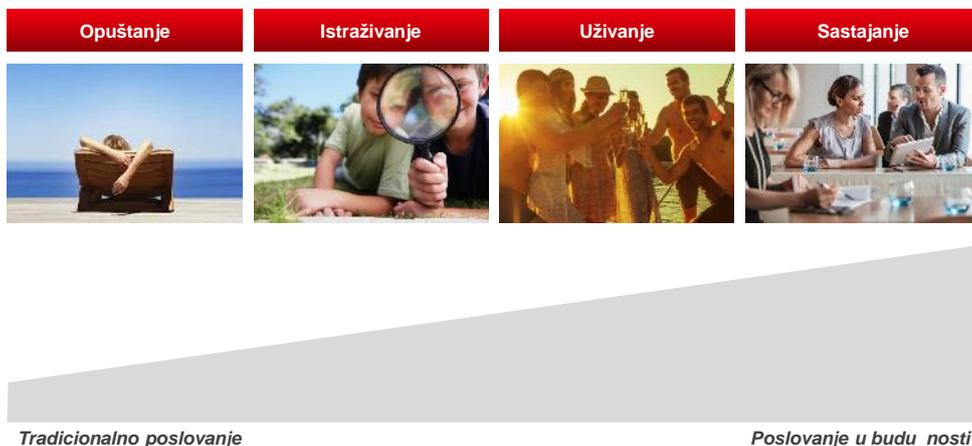 Opuštanje
Istraživanje
Uživanje
Sastajanje
Tradicionalno poslovanje
Poslovanje u budu nosti